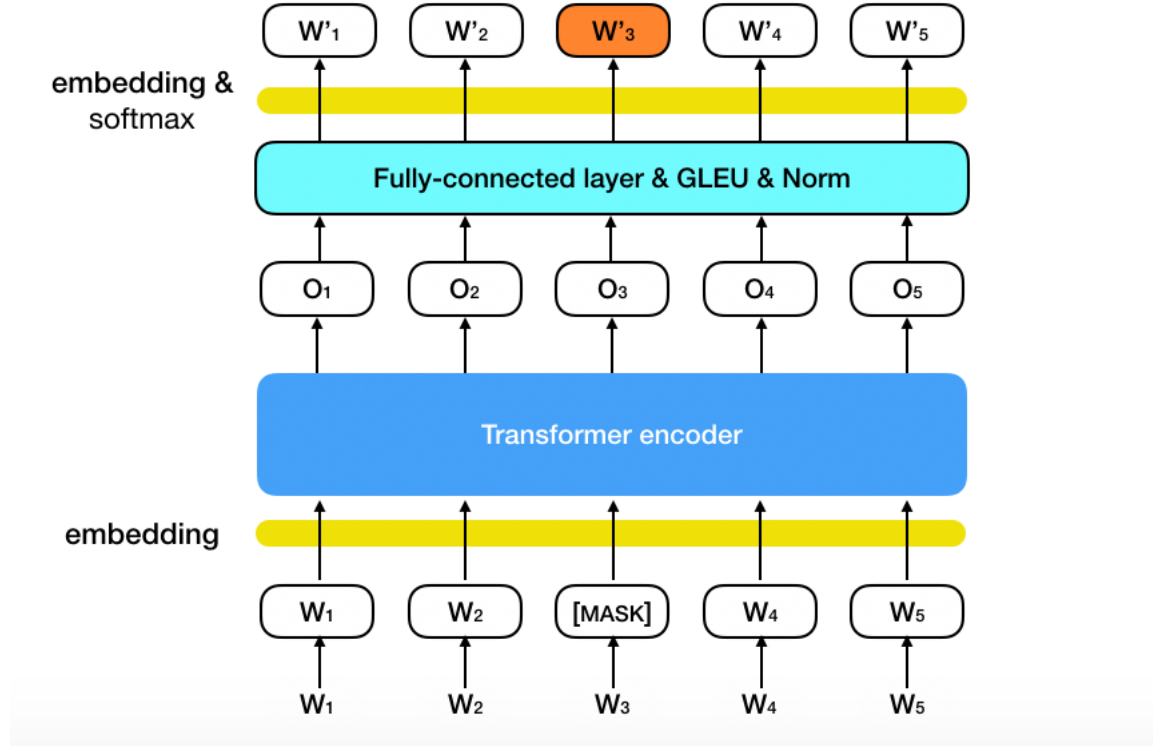 W’₁ W’₂ W’₃ W’₄ W’₅
embedding &
softmax
Fully-connected layer & GLEU & Norm
O₁ O₂ O₃ O₄ O₅
Transformer encoder
embedding
W₁ W₂ [MASK] W₄ W₅
W₁ W₂ W₃ W₄ W₅